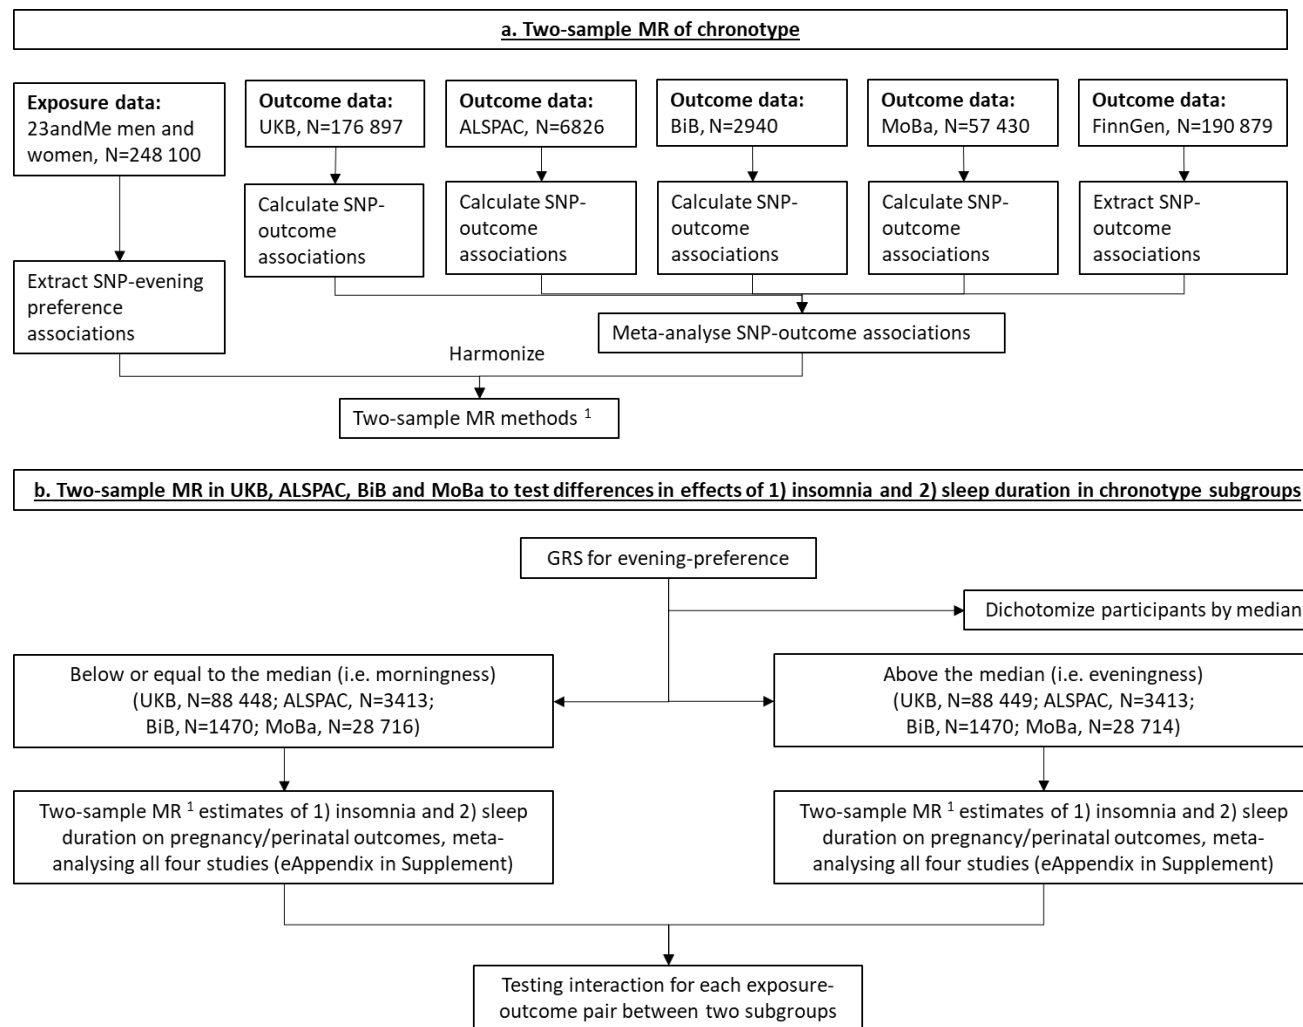 a. Two-sample MR of chronotype
Exposure data:
23andMe men and
women, N=248 100
Outcome data:
UKB, N=176 897
Outcome data:
ALSPAC, N=6826
Outcome data:
BiB, N=2940
Outcome data:
MoBa, N=57 430
Outcome data:
FinnGen, N=190 879
Calculate SNP-
outcome
associations
Calculate SNP-
outcome
associations
Calculate SNP-
outcome
associations
Calculate SNP-
outcome
associations
Extract SNP-
outcome
associations
Extract SNP-evening
preference
associations
Meta-analyse SNP-outcome associations
Harmonize
Two-sample MR methods 1
b. Two-sample MR in UKB, ALSPAC, BiB and MoBa to test differences in effects of 1) insomnia and 2) sleep duration in chronotype subgroups
GRS for evening-preference
Dichotomize participants by median
Below or equal to the median (i.e. morningness)
(UKB, N=88 448; ALSPAC, N=3413;
BiB, N=1470; MoBa, N=28 716)
Above the median (i.e. eveningness)
(UKB, N=88 449; ALSPAC, N=3413;
BiB, N=1470; MoBa, N=28 714)
Two-sample MR 1 estimates of 1) insomnia and 2) sleep
duration on pregnancy/perinatal outcomes, meta-
analysing all four studies (eAppendix in Supplement)
Two-sample MR 1 estimates of 1) insomnia and 2) sleep
duration on pregnancy/perinatal outcomes, meta-
analysing all four studies (eAppendix in Supplement)
Testing interaction for each exposure-
outcome pair between two subgroups